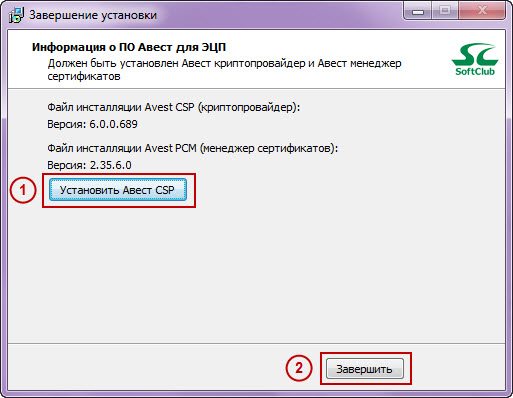 Завершение установки
Информация о ПО Авест для ЭЦП
Должен быть установлен Авест криптопровайдер и Авест менеджер
сертификатов
SC
SoftClub
Файл инсталляции Avest CSP (криптопровайдер):
Версия: 6.0.0.689
Файл инсталляции Avest PCM (менеджер сертификатов):
Версия: 2.35.6.0
1
Установить Авест CSP
2
Завершить